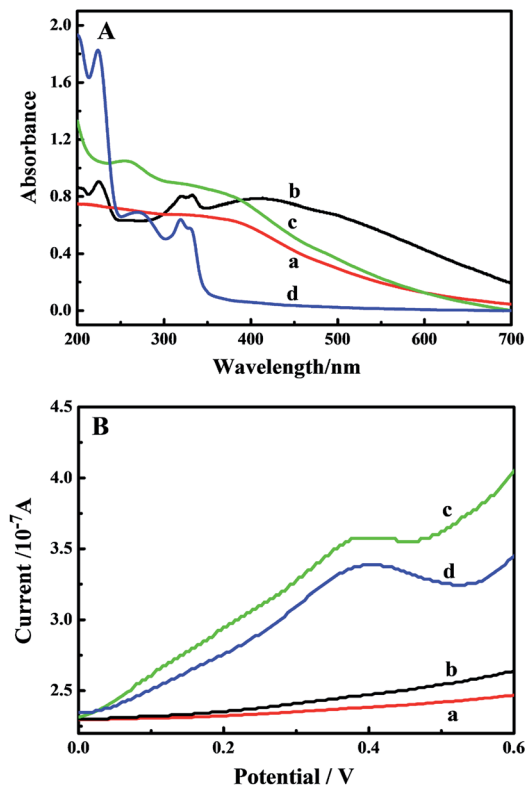 A
2.0
1.6
1.2
0.8
0.4
0.0
Absorbance
b
c
a
d
200 300 400 500 600 700
Wavelength/nm
B
4.5
4.0
3.5
3.0
2.5
Current /10⁻⁷A
c
d
b
a
0.0 0.2 0.4 0.6
Potential / V